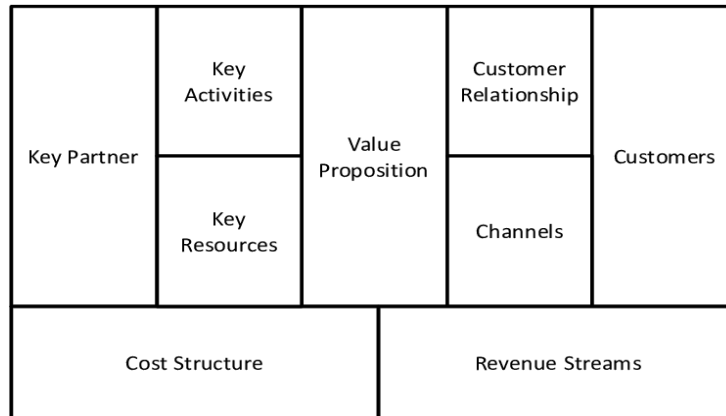 Key Partner
Key
Activities
Key
Resources
Value
Proposition
Customer
Relationship
Channels
Customers
Cost Structure
Revenue Streams